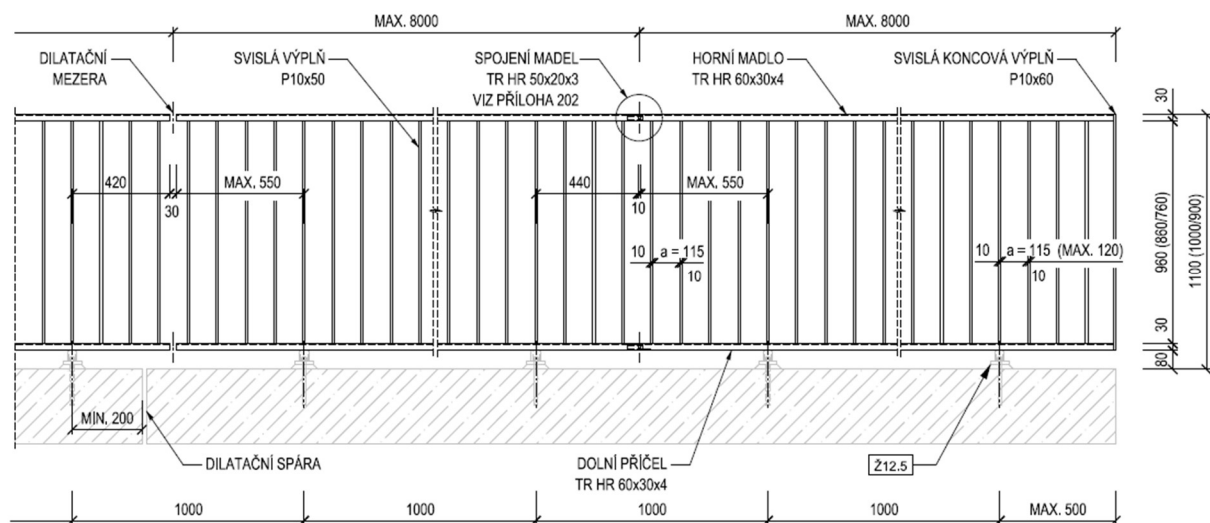 MAX. 8000
MAX. 8000
DILATAČNÍ
MEZERA
SVISLÁ VÝPLŇ
P10x50
SPOJENÍ MADEL
TR HR 50x20x3
VIZ PŘÍLOHA 202
HORNÍ MADLO
TR HR 60x30x4
SVISLÁ KONCOVÁ VÝPLŇ
P10x60
30
420
30
MAX. 550
440
10
MAX. 550
10
a = 115
10
10
a = 115 (MAX. 120)
10
960 (860/760)
1100 (1000/900)
30
80
MIN. 200
DILATAČNÍ SPÁRA
DOLNÍ PŘÍČEL
TR HR 60x30x4
Ž12.5
1000
1000
1000
1000
MAX. 500